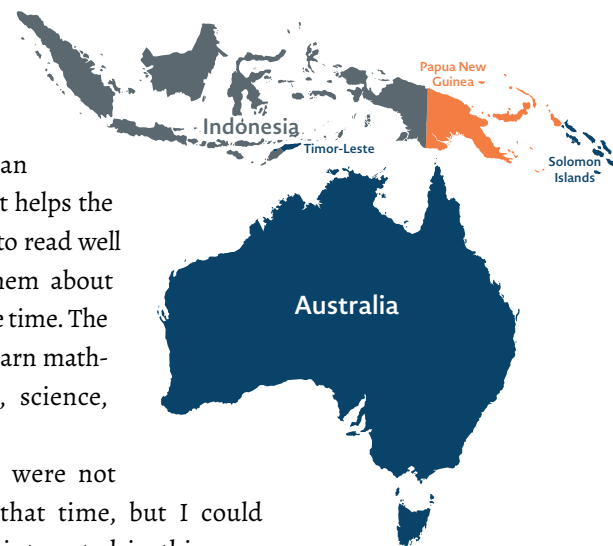 Papua New
Guinea
Indonesia
Timor-Leste
Solomon
Islands
Australia
an
t helps the
to read well
hem about
e time. The
arn math-
, science,
were not
that time, but I could